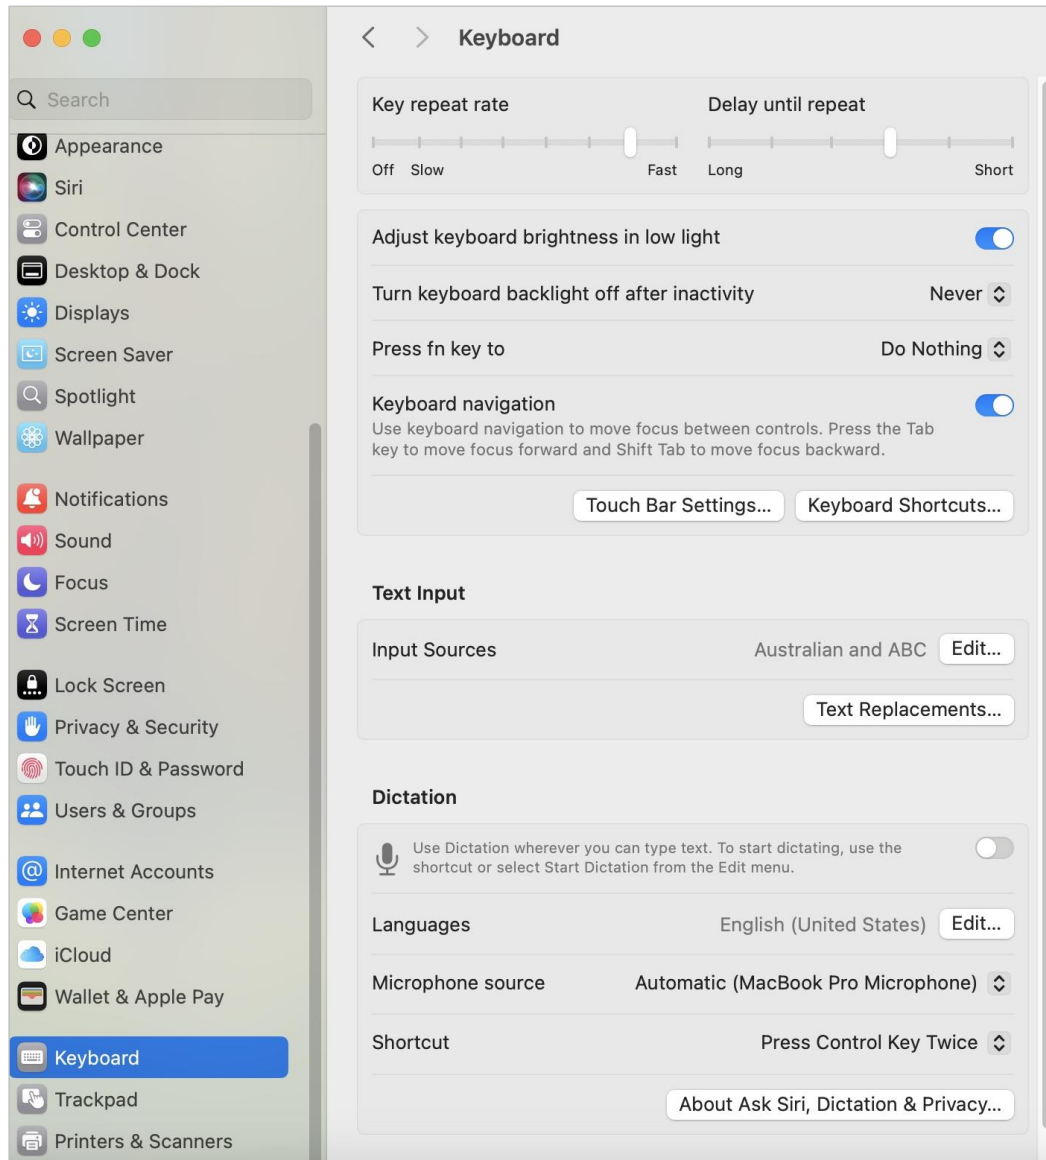 Search
Appearance
Siri
Control Center
Desktop & Dock
Displays
Screen Saver
Spotlight
Wallpaper
Notifications
Sound
Focus
Screen Time
Lock Screen
Privacy & Security
Touch ID & Password
Users & Groups
Internet Accounts
Game Center
iCloud
Wallet & Apple Pay
Keyboard
Trackpad
Printers & Scanners
Keyboard
Key repeat rate
Off Slow Fast
Delay until repeat
Long Short
Adjust keyboard brightness in low light
Turn keyboard backlight off after inactivity Never
Press fn key to Do Nothing
Keyboard navigation
Use keyboard navigation to move focus between controls. Press the Tab
key to move focus forward and Shift Tab to move focus backward.
Touch Bar Settings... Keyboard Shortcuts...
Text Input
Input Sources Australian and ABC Edit...
Text Replacements...
Dictation
Use Dictation wherever you can type text. To start dictating, use the
shortcut or select Start Dictation from the Edit menu.
Languages English (United States) Edit...
Microphone source Automatic (MacBook Pro Microphone)
Shortcut Press Control Key Twice
About Ask Siri, Dictation & Privacy...